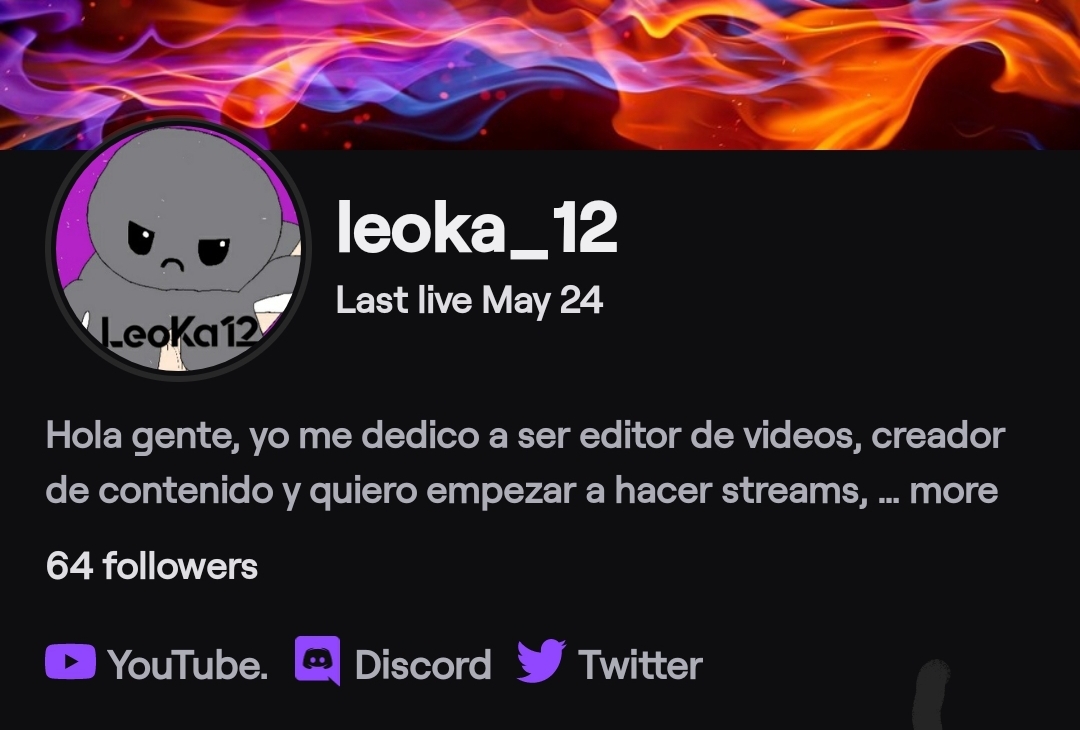 leoka_12
Last live May 24
LeoKa12
Hola gente, yo me dedico a ser editor de videos, creador
de contenido y quiero empezar a hacer streams, ... more
64 followers
YouTube. Discord Twitter